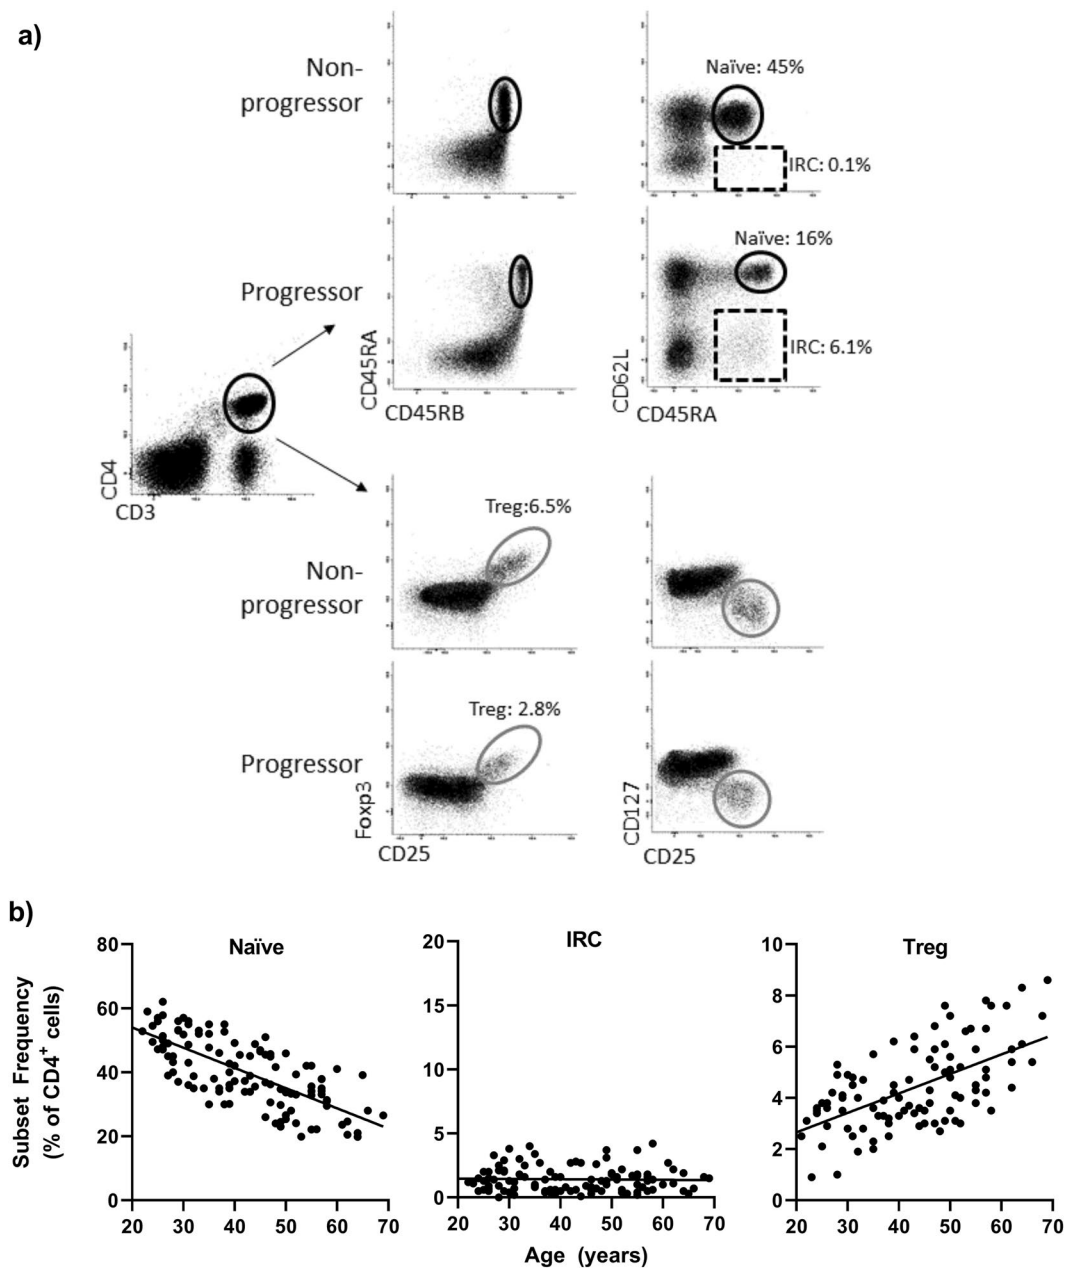 a)
Non-
progressor
Naïve: 45%
IRC: 0.1%
Progressor
CD45RA
CD45RB
Naïve: 16%
IRC: 6.1%
CD62L
CD45RA
CD4
CD3
Non-
progressor
Treg:6.5%
Progressor
Treg: 2.8%
Foxp3
CD25
CD127
CD25
b)
Subset Frequency
(% of CD4+ cells)
Naïve
80
60
40
20
0
20 30 40 50 60 70
IRC
20
15
10
5
0
20 30 40 50 60 70
Treg
10
8
6
4
2
0
20 30 40 50 60 70
Age (years)